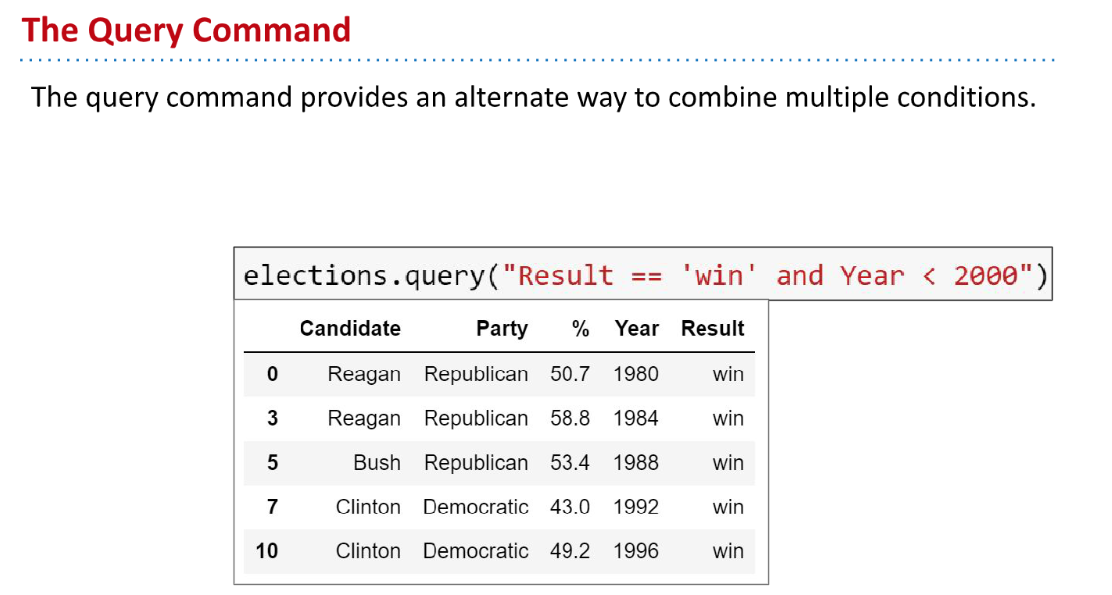 The Query Command
The query command provides an alternate way to combine multiple conditions.
elections.query("Result == 'win' and Year < 2000")
Candidate Party % Year Result
0 Reagan Republican 50.7 1980 win
3 Reagan Republican 58.8 1984 win
5 Bush Republican 53.4 1988 win
7 Clinton Democratic 43.0 1992 win
10 Clinton Democratic 49.2 1996 win